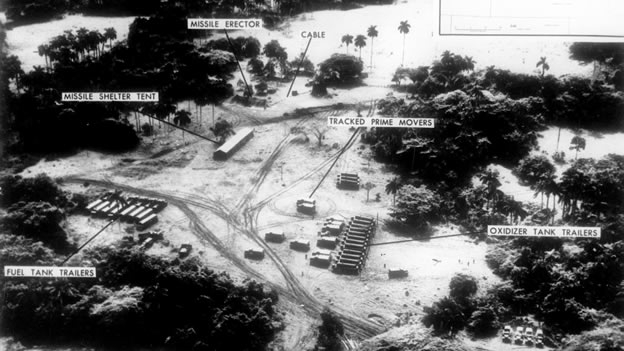 MISSILE ERECTOR
CABLE
MISSILE SHELTER TENT
TRACKED PRIME MOVERS
OXIDIZER TANK TRAILERS
FUEL TANK TRAILERS